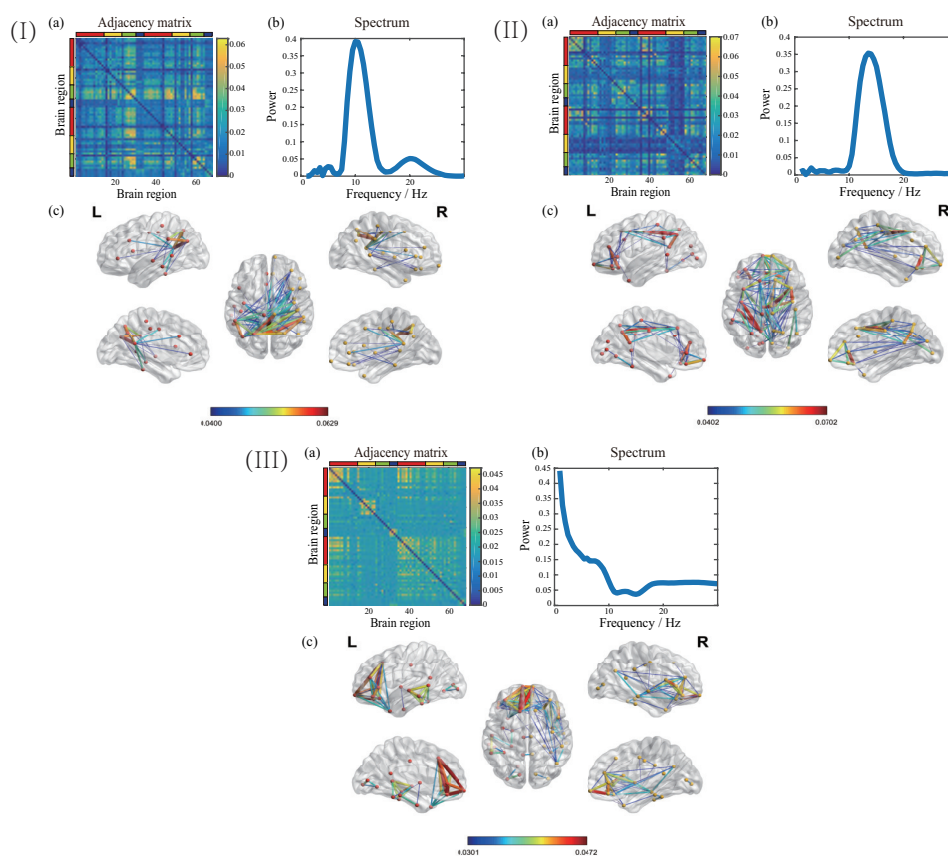 (I)
(a) Adjacency matrix
Brain region
20 40 60
Brain region
0.06
0.05
0.04
0.03
0.02
0.01
0
(b) Spectrum
Power
0.4
0.35
0.3
0.25
0.2
0.15
0.1
0.05
0
10 20 30
Frequency / Hz
(c) L R
0.0400 0.0629
(II)
(a) Adjacency matrix
Brain region
20 40 60
Brain region
0.07
0.06
0.05
0.04
0.03
0.02
0.01
0
(b) Spectrum
Power
0.4
0.35
0.3
0.25
0.2
0.15
0.1
0.05
0
10 20
Frequency / Hz
(c) L R
0.0402 0.0702
(III)
(a) Adjacency matrix
Brain region
20 40 60
Brain region
0.045
0.04
0.035
0.03
0.025
0.02
0.015
0.01
0.005
0
(b) Spectrum
Power
0.45
0.4
0.35
0.3
0.25
0.2
0.15
0.1
0.05
0
0 10 20
Frequency / Hz
(c) L R
0.0301 0.0472